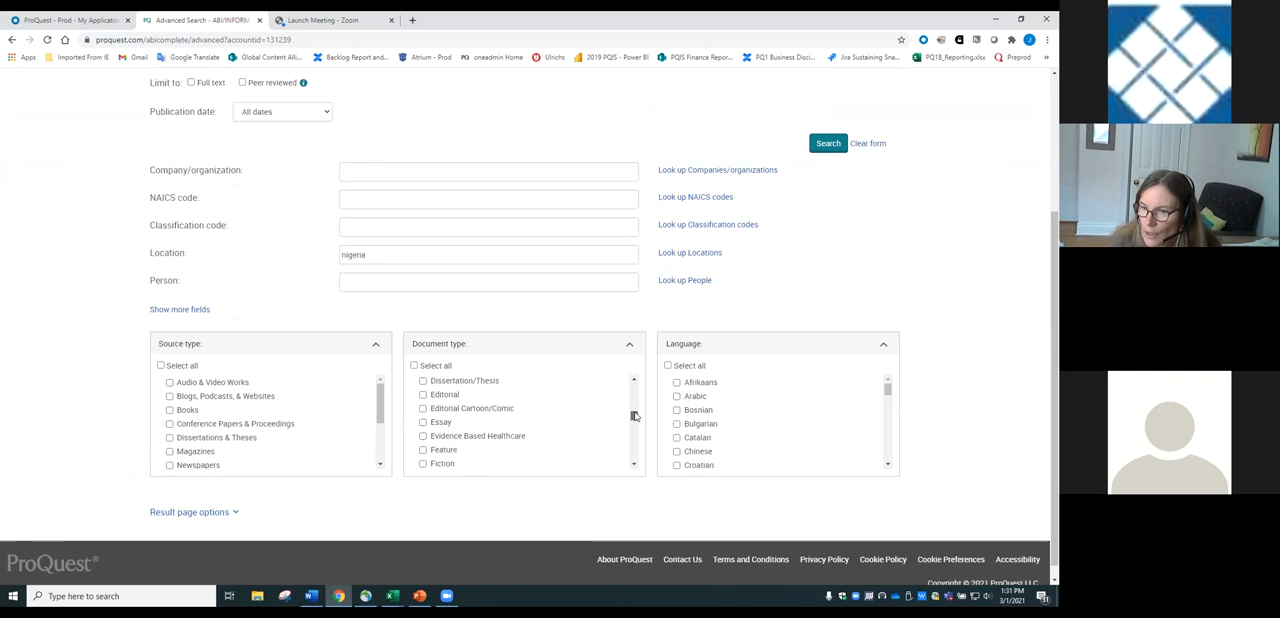 ProQuest - Prod - My Applicatio
PQ Advanced Search - ABI/INFORM
Launch Meeting - Zoom
proquest.com/abicomplete/advanced?accountid=131239
Apps Imported From IE Gmail Google Translate Global Content Alli... Backlog Report and... Atrium - Prod oneadmin Home Ulrichs 2019 PQIS - Power BI PQIS Finance Repor... PQ1 Business Disci... Jira Sustaining Sna... PQ1B_Reporting.xlsx Preprod »
Limit to: Full text Peer reviewed
Publication date: All dates
Search Clear form
Company/organization: Look up Companies/organizations
NAICS code: Look up NAICS codes
Classification code: Look up Classification codes
Location: nigeria Look up Locations
Person: Look up People
Show more fields
Source type:
Select all
Audio & Video Works
Blogs, Podcasts, & Websites
Books
Conference Papers & Proceedings
Dissertations & Theses
Magazines
Newspapers
Document type:
Select all
Dissertation/Thesis
Editorial
Editorial Cartoon/Comic
Essay
Evidence Based Healthcare
Feature
Fiction
Language:
Select all
Afrikaans
Arabic
Bosnian
Bulgarian
Catalan
Chinese
Croatian
Result page options
ProQuest®
About ProQuest Contact Us Terms and Conditions Privacy Policy Cookie Policy Cookie Preferences Accessibility
Copyright © 2021 ProQuest LLC
Type here to search
1:31 PM
3/1/2021